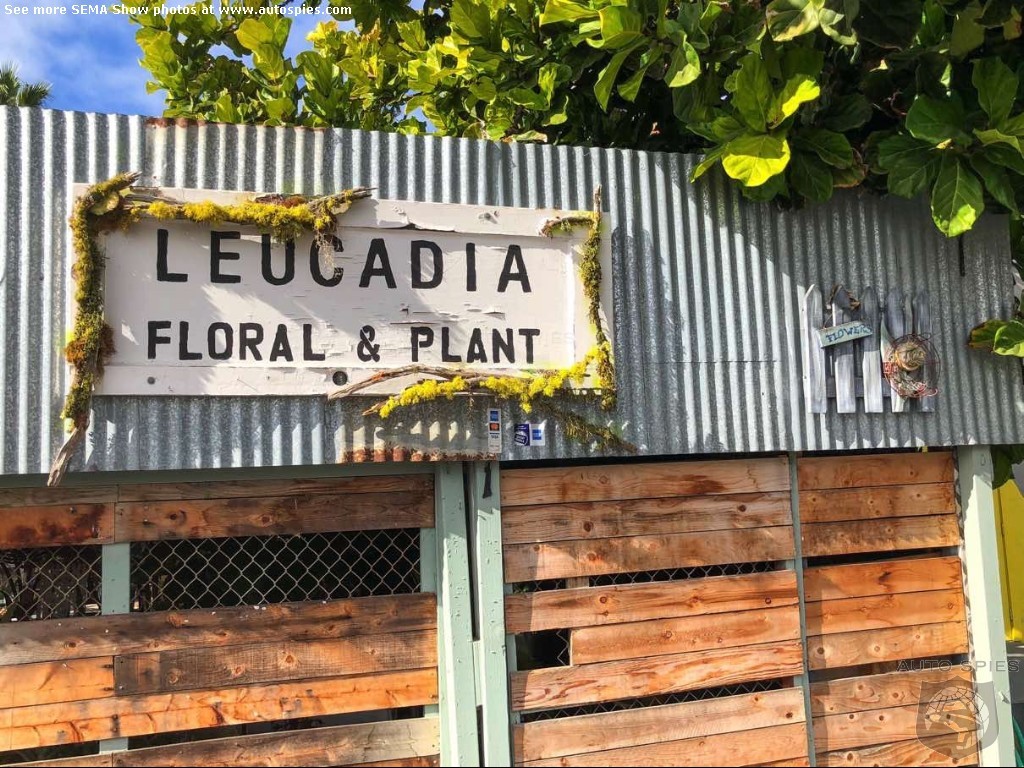 See more SEMA Show photos at www.autospies.com
LEUCADIA
FLORAL & PLANT
FLOWERS
AUTO SPIES